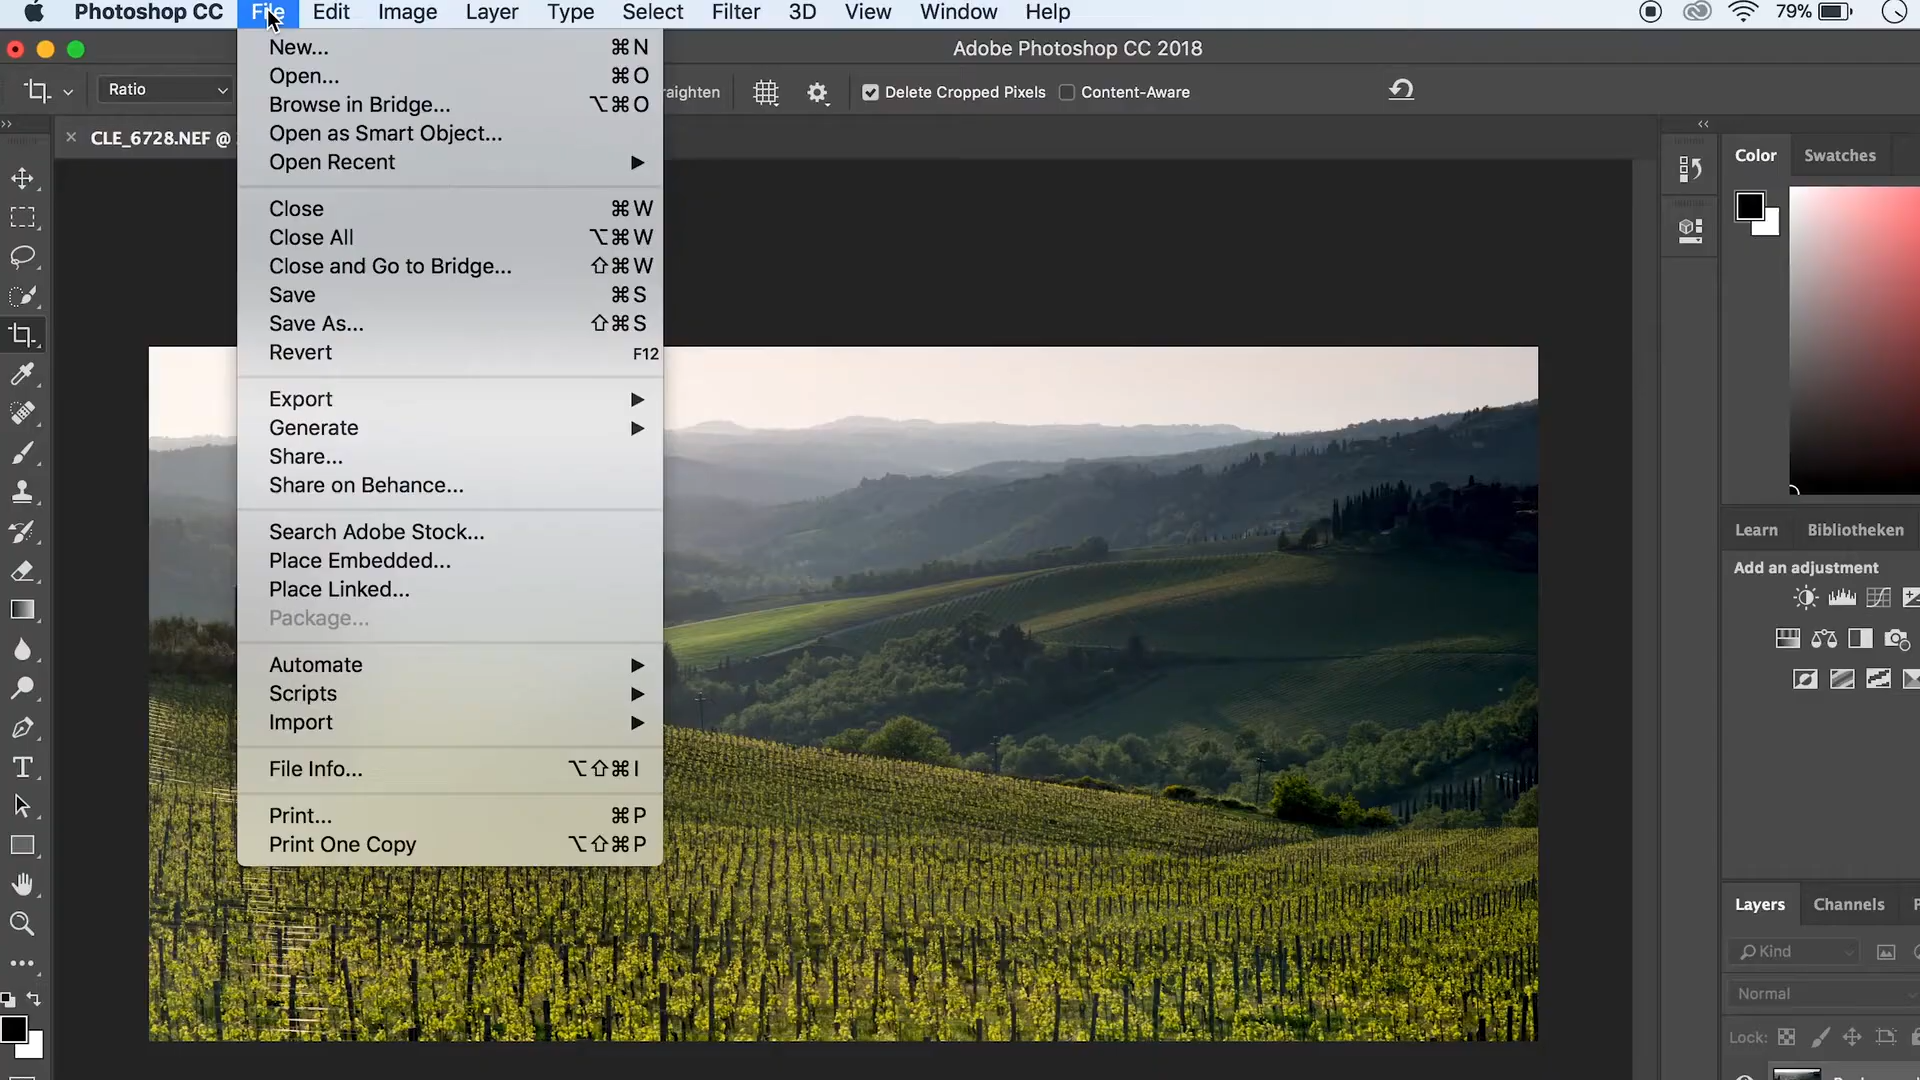 Photoshop CC File Edit Image Layer Type Select Filter 3D View Window Help 79%
Adobe Photoshop CC 2018
Ratio raighten Delete Cropped Pixels Content-Aware
CLE_6728.NEF @
New... ⌘N
Open... ⌘O
Browse in Bridge... ⌥⌘O
Open as Smart Object...
Open Recent
Close ⌘W
Close All ⌥⌘W
Close and Go to Bridge... ⇧⌘W
Save ⌘S
Save As... ⇧⌘S
Revert F12
Export
Generate
Share...
Share on Behance...
Search Adobe Stock...
Place Embedded...
Place Linked...
Package...
Automate
Scripts
Import
File Info... ⌥⇧⌘I
Print... ⌘P
Print One Copy ⌥⇧⌘P
Color Swatches
Learn Bibliotheken
Add an adjustment
Layers Channels P
Kind
Normal
Lock: